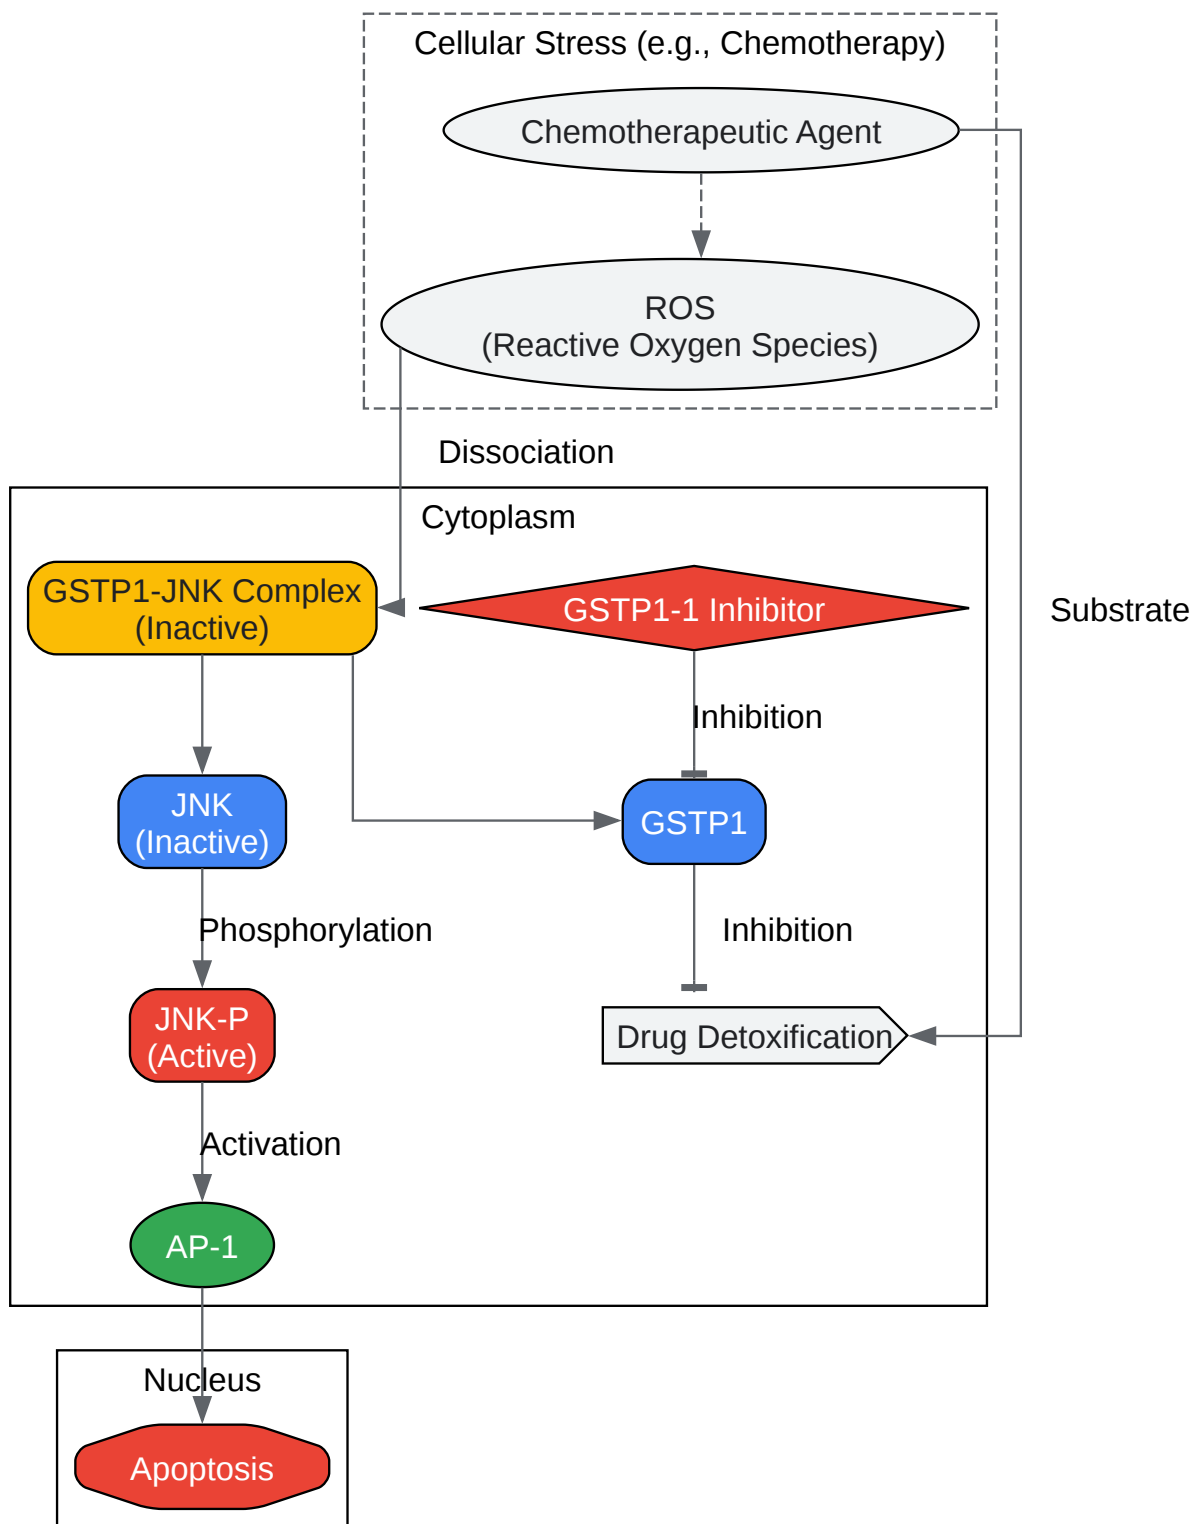 Cellular Stress (e.g., Chemotherapy)
Chemotherapeutic Agent
ROS
(Reactive Oxygen Species)
Dissociation
Cytoplasm
GSTP1-JNK Complex
(Inactive)
GSTP1-1 Inhibitor
Substrate
Inhibition
JNK
(Inactive)
GSTP1
Phosphorylation
Inhibition
JNK-P
(Active)
Drug Detoxification
Activation
AP-1
Nucleus
Apoptosis